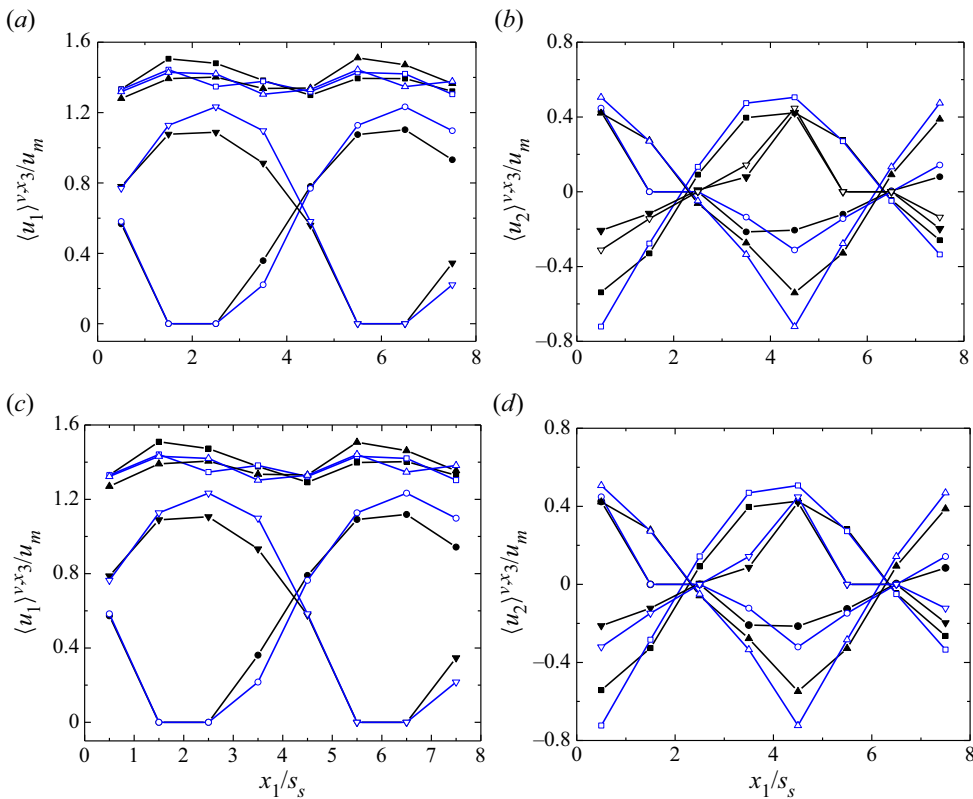 (a)
(b)
1.6
1.2
0.8
0.4
0
⟨u₁⟩^{v,x₃}/uₘ
0 2 4 6 8
0.8
0.4
0
−0.4
−0.8
⟨u₂⟩^{v,x₃}/uₘ
0 2 4 6 8
(c)
(d)
1.6
1.2
0.8
0.4
0
⟨u₁⟩^{v,x₃}/uₘ
0 1 2 3 4 5 6 7 8
x₁/sₛ
0.8
0.4
0
−0.4
−0.8
⟨u₂⟩^{v,x₃}/uₘ
0 2 4 6 8
x₁/sₛ